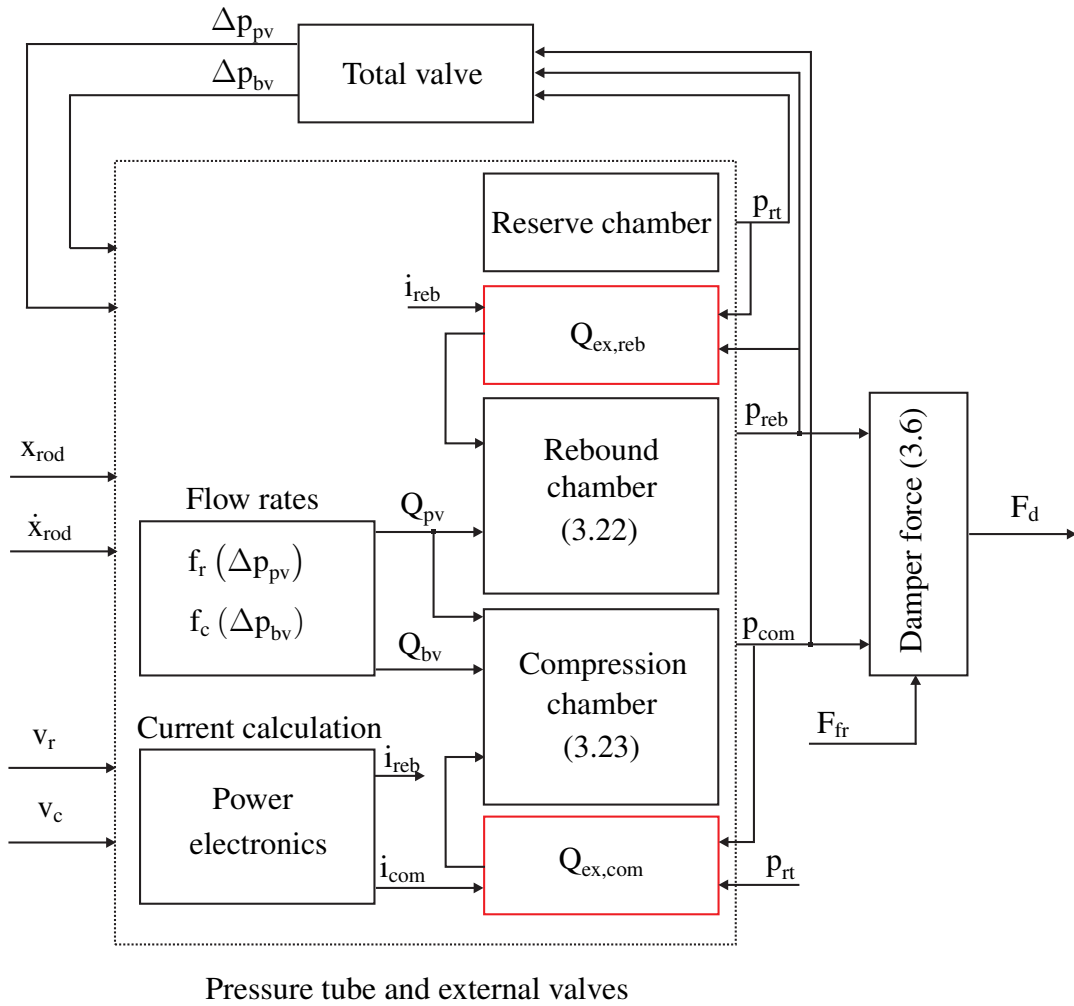 Δp_pv
Total valve
Δp_bv
Reserve chamber
p_rt
i_reb
Q_ex,reb
p_reb
x_rod
Rebound
chamber
(3.22)
Flow rates
Q_pv
ẋ_rod
f_r (Δp_pv)
f_c (Δp_bv)
Damper force (3.6)
F_d
p_com
Q_bv
Compression
chamber
(3.23)
Current calculation
F_fr
v_r
i_reb
Power
electronics
v_c
i_com
Q_ex,com
p_rt
Pressure tube and external valves